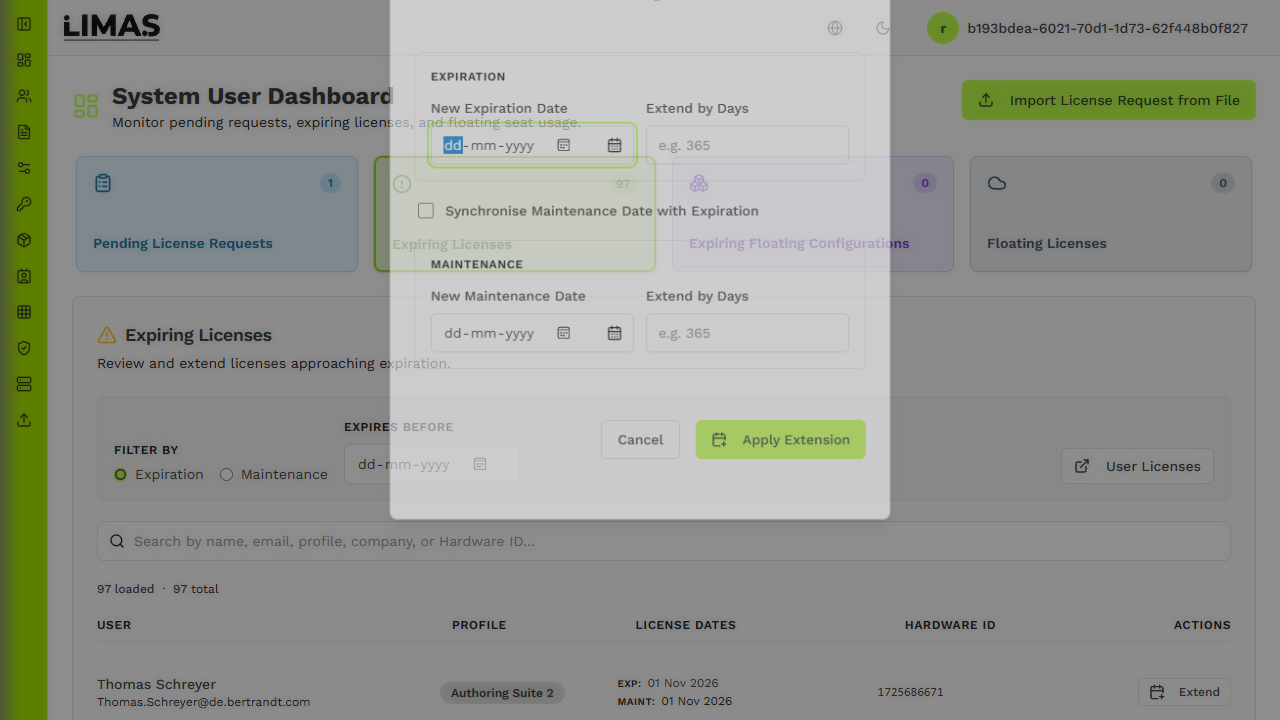 LIMAS
r
b193bdea-6021-70d1-1d73-62f448b0f827
System User Dashboard
Monitor pending requests, expiring licenses, and floating seat usage.
Import License Request from File
EXPIRATION
New Expiration Date
Extend by Days
dd-mm-yyyy
e.g. 365
1
Pending License Requests
97
Expiring Licenses
0
Expiring Floating Configurations
0
Floating Licenses
Synchronise Maintenance Date with Expiration
MAINTENANCE
New Maintenance Date
Extend by Days
dd-mm-yyyy
e.g. 365
Cancel
Apply Extension
Expiring Licenses
Review and extend licenses approaching expiration.
FILTER BY
Expiration
Maintenance
EXPIRES BEFORE
dd-mm-yyyy
User Licenses
Search by name, email, profile, company, or Hardware ID...
97 loaded · 97 total
USER PROFILE LICENSE DATES HARDWARE ID ACTIONS
Thomas Schreyer
Thomas.Schreyer@de.bertrandt.com
Authoring Suite 2
EXP: 01 Nov 2026
MAINT: 01 Nov 2026
1725686671
Extend